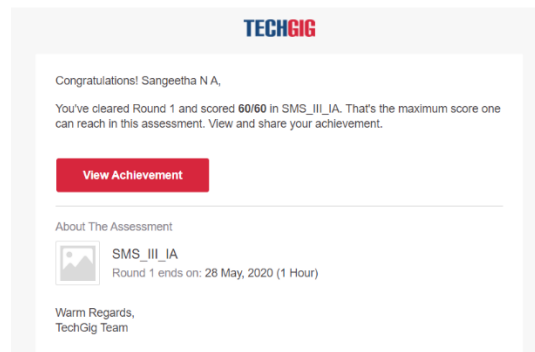 TECHGIG
Congratulations! Sangeetha N A,
You've cleared Round 1 and scored 60/60 in SMS_III_IA. That's the maximum score one
can reach in this assessment. View and share your achievement.
View Achievement
About The Assessment
SMS_III_IA
Round 1 ends on: 28 May, 2020 (1 Hour)
Warm Regards,
TechGig Team